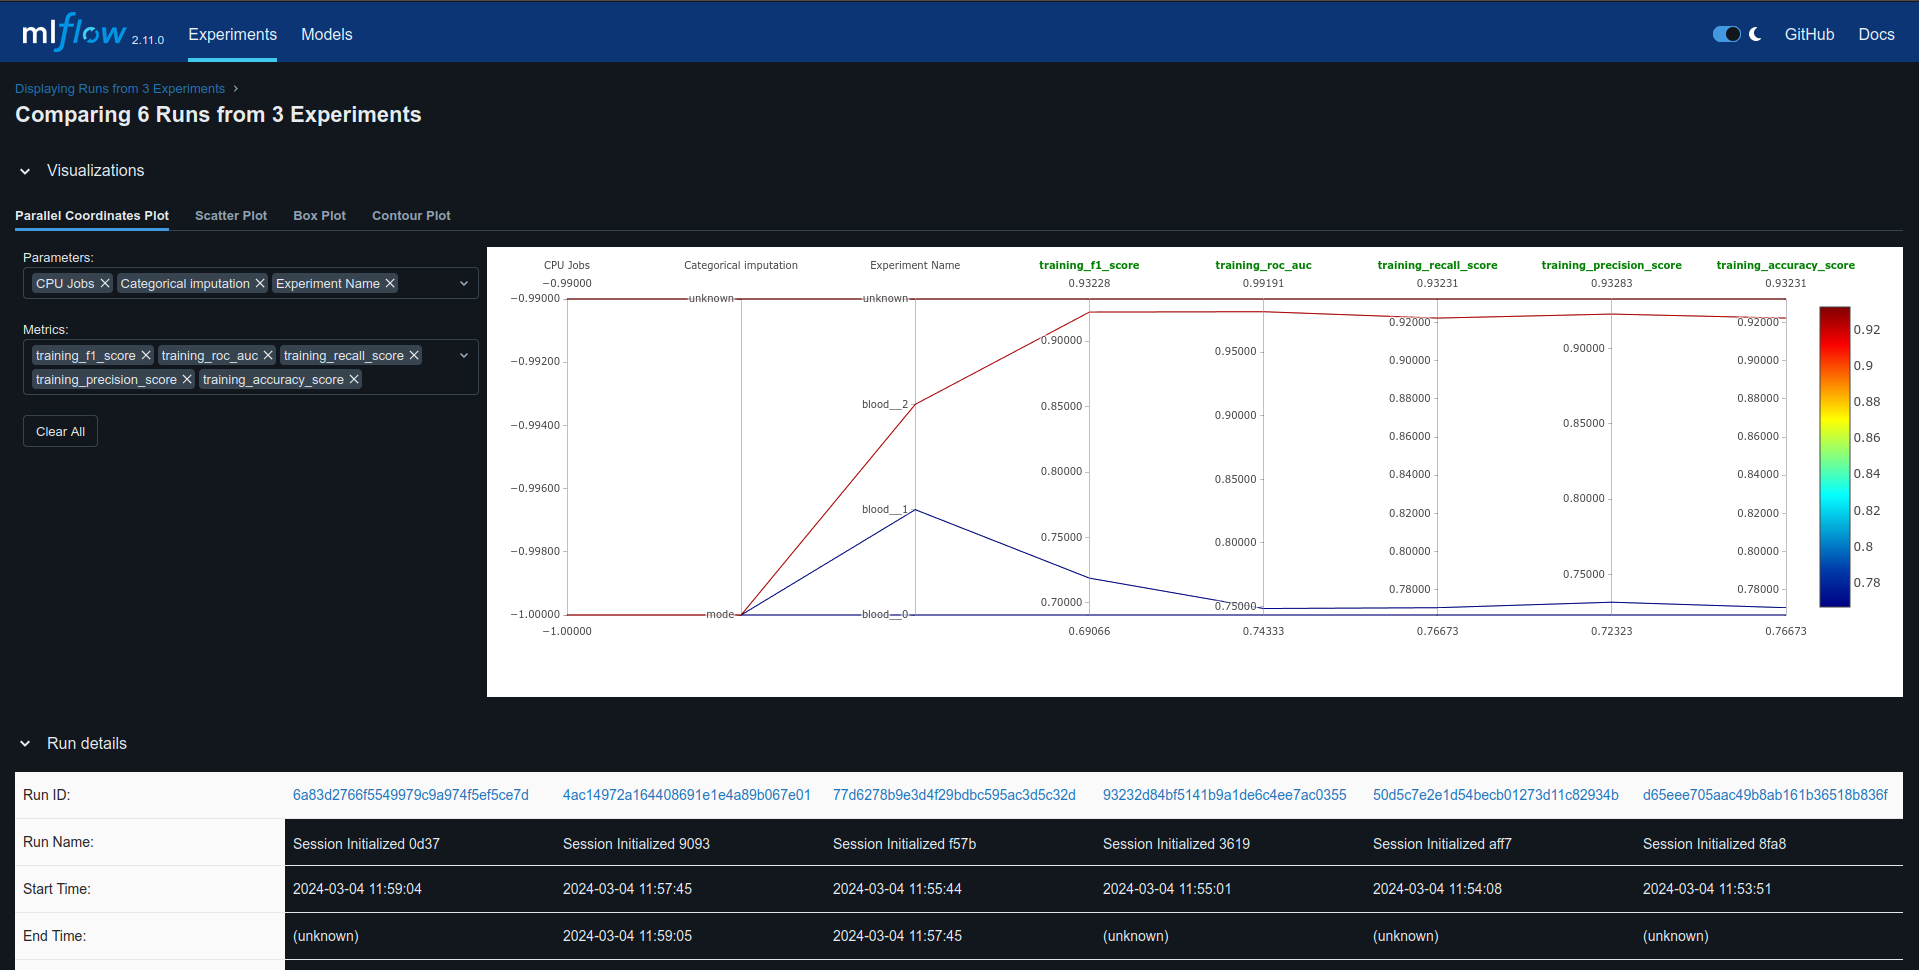 mlflow 2.11.0 Experiments Models GitHub Docs
Displaying Runs from 3 Experiments ›
Comparing 6 Runs from 3 Experiments
Visualizations
Parallel Coordinates Plot Scatter Plot Box Plot Contour Plot
Parameters:
CPU Jobs Categorical imputation Experiment Name
Metrics:
training_f1_score training_roc_auc training_recall_score
training_precision_score training_accuracy_score
Clear All
CPU Jobs Categorical imputation Experiment Name training_f1_score training_roc_auc training_recall_score training_precision_score training_accuracy_score
−0.99000 0.93228 0.99191 0.93231 0.93283 0.93231
−0.99000
−0.99200
−0.99400
−0.99600
−0.99800
−1.00000
−1.00000
unknown
mode
unknown
blood__2
blood__1
blood__0
0.90000
0.85000
0.80000
0.75000
0.70000
0.69066
0.95000
0.90000
0.85000
0.80000
0.75000
0.74333
0.92000
0.90000
0.88000
0.86000
0.84000
0.82000
0.80000
0.78000
0.76673
0.90000
0.85000
0.80000
0.75000
0.72323
0.92000
0.90000
0.88000
0.86000
0.84000
0.82000
0.80000
0.78000
0.76673
0.92
0.9
0.88
0.86
0.84
0.82
0.8
0.78
Run details
Run ID: 6a83d2766f5549979c9a974f5ef5ce7d 4ac14972a164408691e1e4a89b067e01 77d6278b9e3d4f29bdbc595ac3d5c32d 93232d84bf5141b9a1de6c4ee7ac0355 50d5c7e2e1d54becb01273d11c82934b d65eee705aac49b8ab161b36518b836f
Run Name: Session Initialized 0d37 Session Initialized 9093 Session Initialized f57b Session Initialized 3619 Session Initialized aff7 Session Initialized 8fa8
Start Time: 2024-03-04 11:59:04 2024-03-04 11:57:45 2024-03-04 11:55:44 2024-03-04 11:55:01 2024-03-04 11:54:08 2024-03-04 11:53:51
End Time: (unknown) 2024-03-04 11:59:05 2024-03-04 11:57:45 (unknown) (unknown) (unknown)